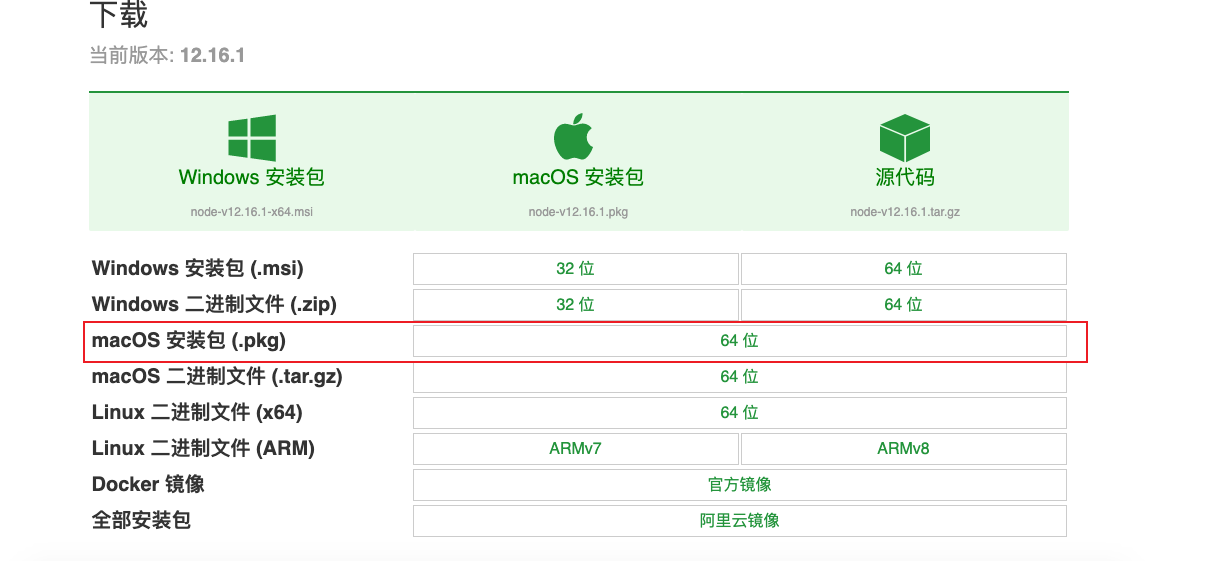 下载
当前版本: 12.16.1
Windows 安装包
macOS 安装包
源代码
node-v12.16.1-x64.msi
node-v12.16.1.pkg
node-v12.16.1.tar.gz
Windows 安装包 (.msi) 32 位 64 位
Windows 二进制文件 (.zip) 32 位 64 位
macOS 安装包 (.pkg) 64 位
macOS 二进制文件 (.tar.gz) 64 位
Linux 二进制文件 (x64) 64 位
Linux 二进制文件 (ARM) ARMv7 ARMv8
Docker 镜像 官方镜像
全部安装包 阿里云镜像